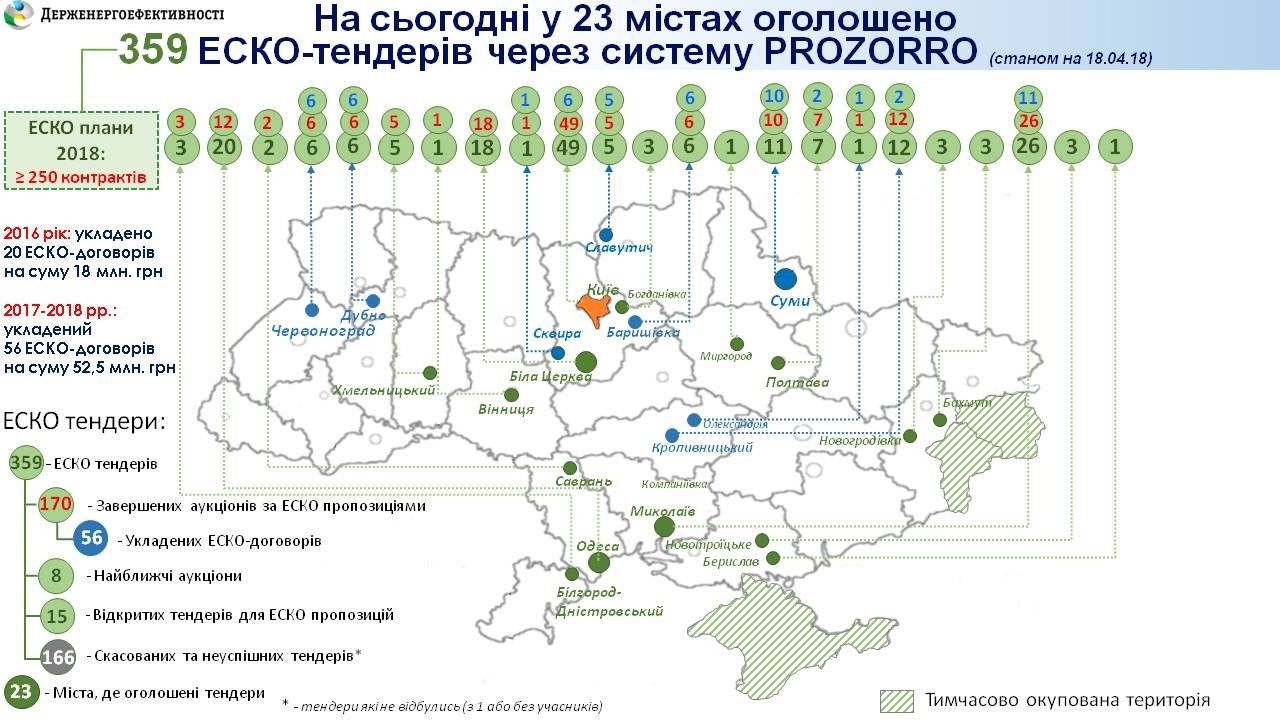 ДЕРЖЕНЕРГОЕФЕКТИВНОСТІ
На сьогодні у 23 містах оголошено
359 ЕСКО-тендерів через систему PROZORRO (станом на 18.04.18)
ЕСКО плани
2018:
≥ 250 контрактів
6 6 1 6 5 6 10 2 1 2 11
3 12 2 6 6 5 1 18 1 49 5 6 10 7 1 12 26
3 20 2 6 6 5 1 18 1 49 5 3 6 1 11 7 1 12 3 3 26 3 1
2016 рік: укладено
20 ЕСКО-договорів
на суму 18 млн. грн
2017-2018 рр.:
укладений
56 ЕСКО-договорів
на суму 52,5 млн. грн
Славутич
Київ
Богданівка
Суми
Дубно
Червоноград
Сквира
Баришівка
Миргород
Біла Церква
Полтава
Хмельницький
Вінниця
Бахмут
Олександрія
Новогродівка
Кропивницький
Саврань
Компаніївка
Миколаїв
Одеса
Новотроїцьке
Берислав
Білгород-
Дністровський
ЕСКО тендери:
359 - ЕСКО тендерів
170 - Завершених аукціонів за ЕСКО пропозиціями
56 - Укладених ЕСКО-договорів
8 - Найближчі аукціони
15 - Відкритих тендерів для ЕСКО пропозицій
166 - Скасованих та неуспішних тендерів*
23 - Міста, де оголошені тендери
* - тендери які не відбулись (з 1 або без учасників)
Тимчасово окупована територія